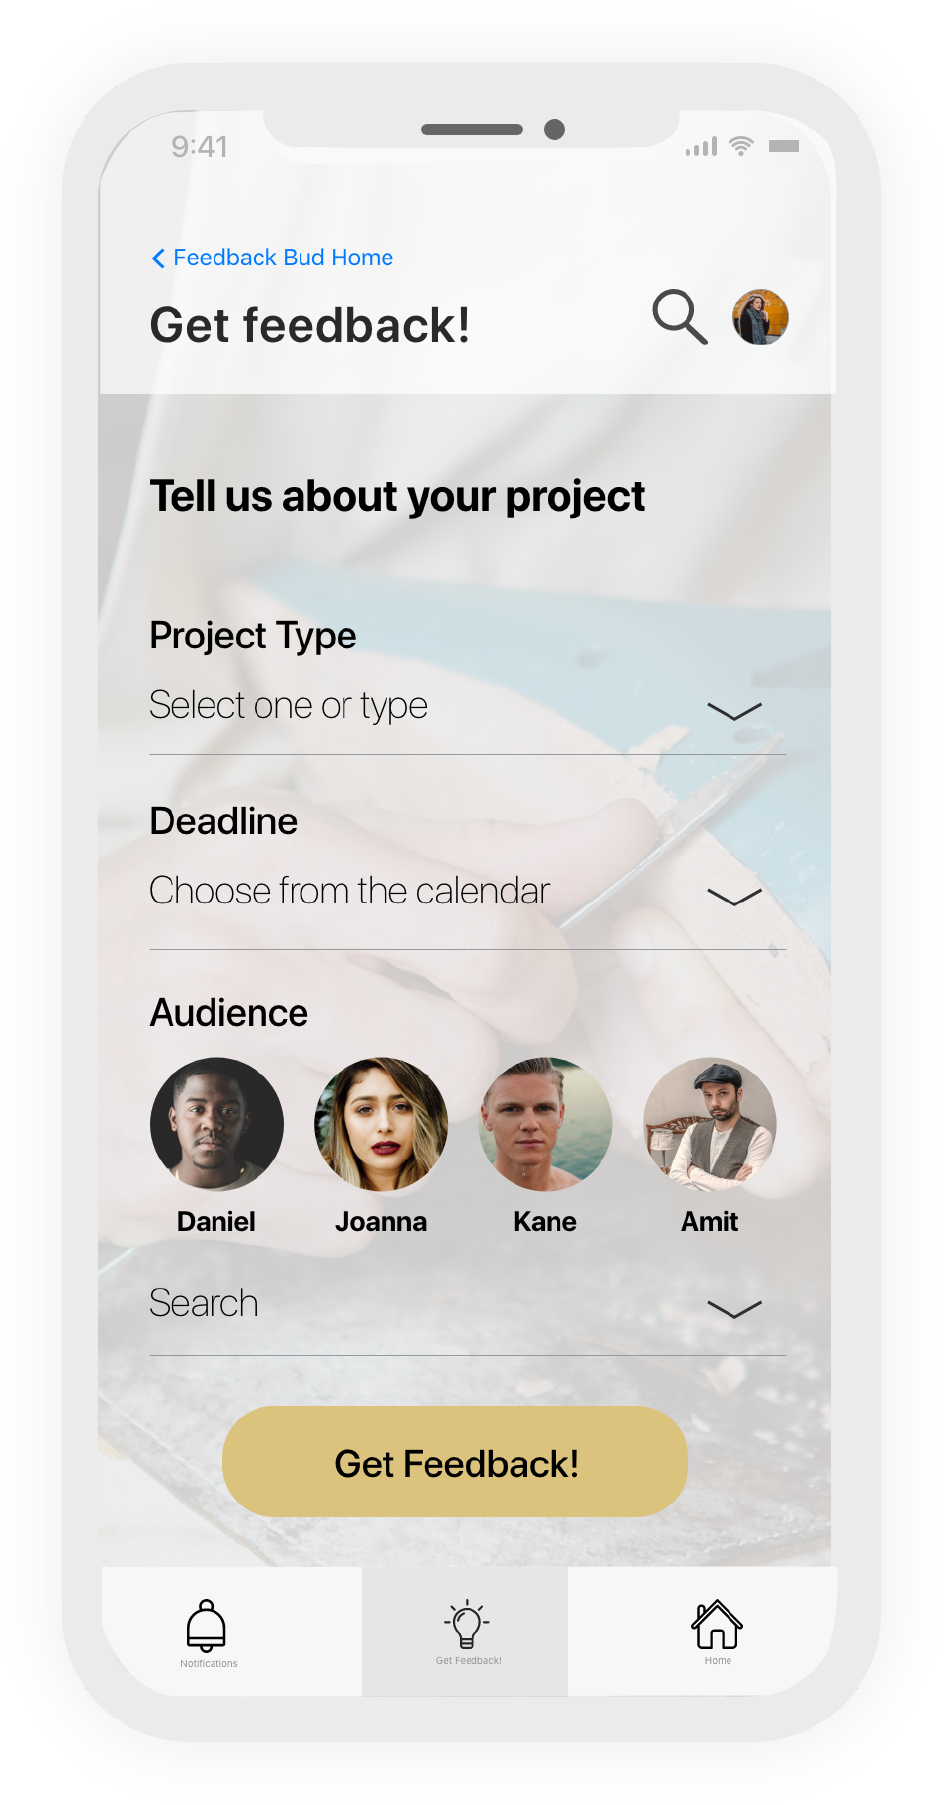 9:41
Feedback Bud Home
Get feedback!
Tell us about your project
Project Type
Select one or type
Deadline
Choose from the calendar
Audience
Daniel Joanna Kane Amit
Search
Get Feedback!
Notifications Get Feedback! Home